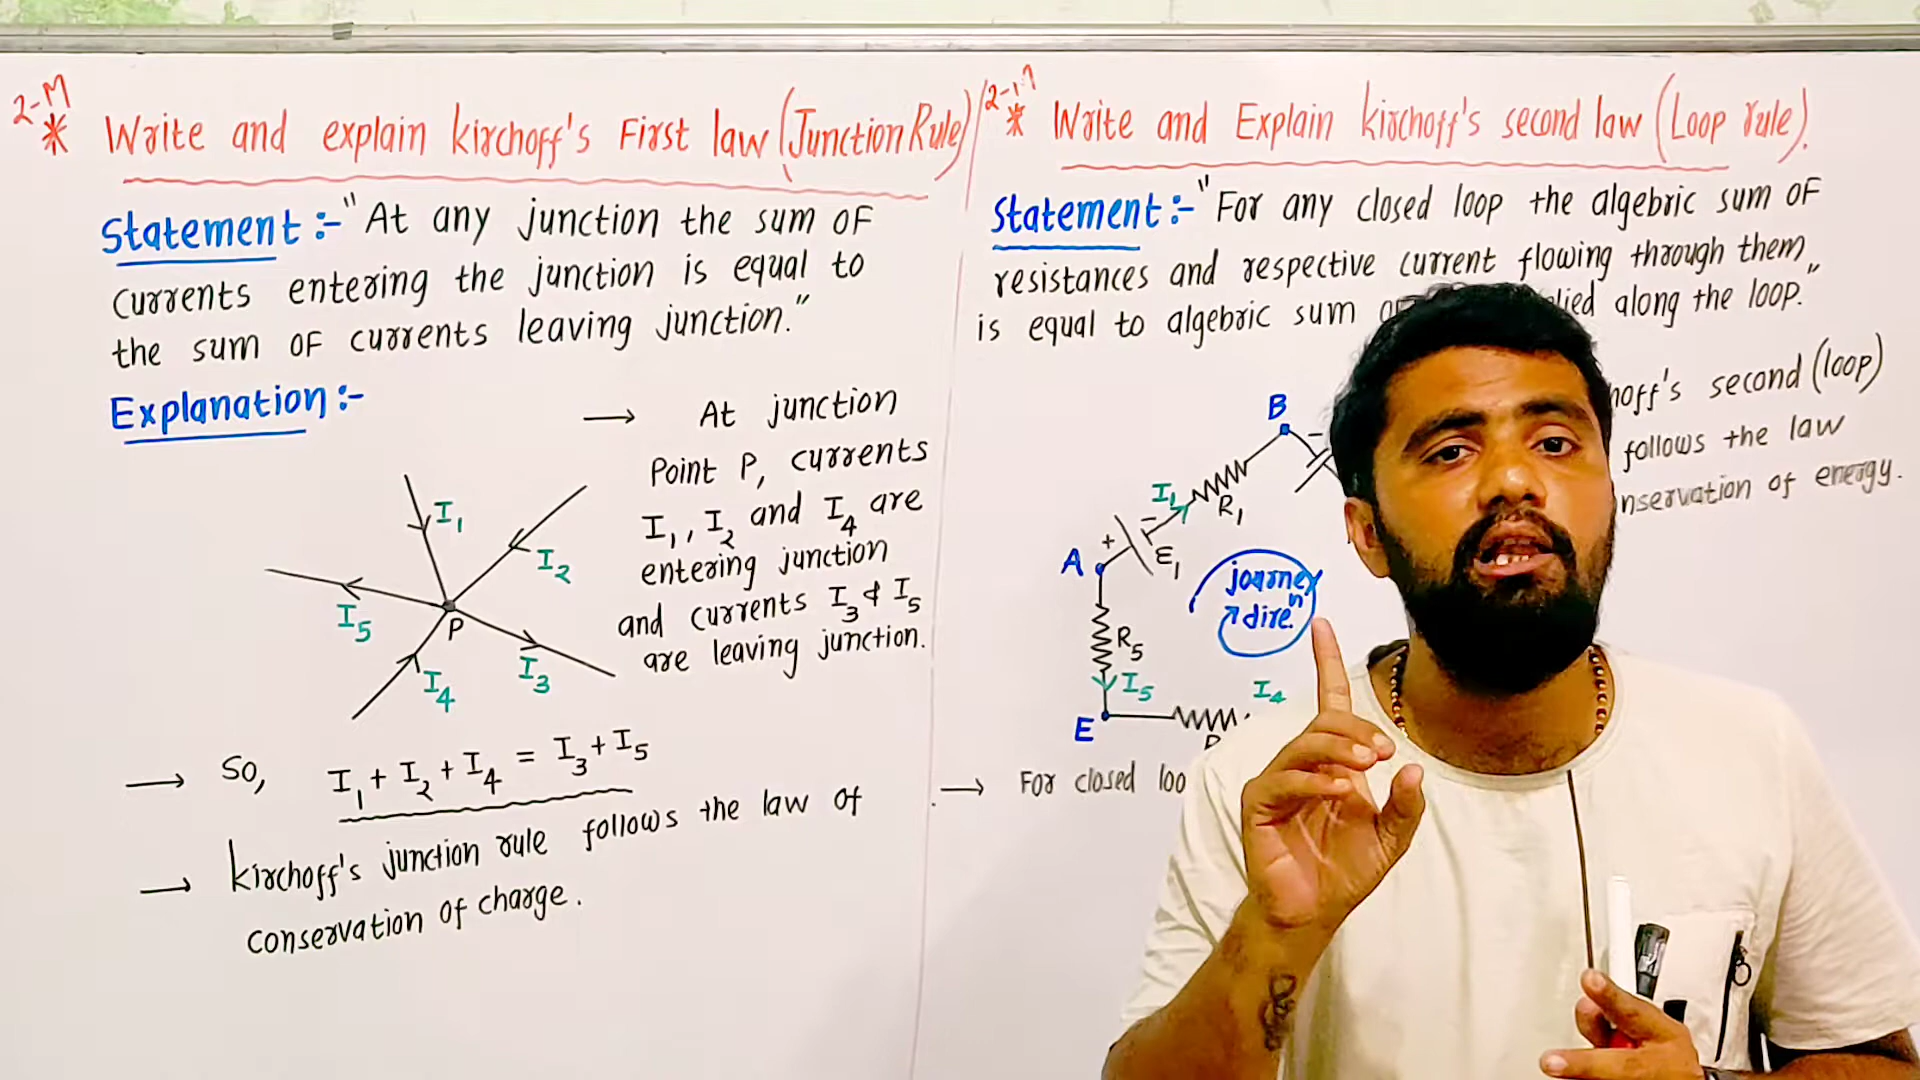 2-M
* Write and explain kirchoff's First law (Junction Rule)
Statement :- "At any junction the sum of
currents entering the junction is equal to
the sum of currents leaving junction."
Explanation :-
→ At junction
Point P, currents
I₁, I₂ and I₄ are
entering junction
and currents I₃ & I₅
are leaving junction.
I₁
I₂
I₅
P
I₄
I₃
→ So, I₁ + I₂ + I₄ = I₃ + I₅
→ kirchoff's junction rule follows the law of
conservation of charge.
* Write and Explain kirchoff's second law (Loop rule).
Statement :- "For any closed loop the algebric sum of
resistances and respective current flowing through them
is equal to algebric sum along the loop."
second (loop)
follows the law
of energy.
B
−
I₁
R₁
+ −
A
ε₁
journey
direⁿ
R₅
I₅
I₄
E
→ For closed